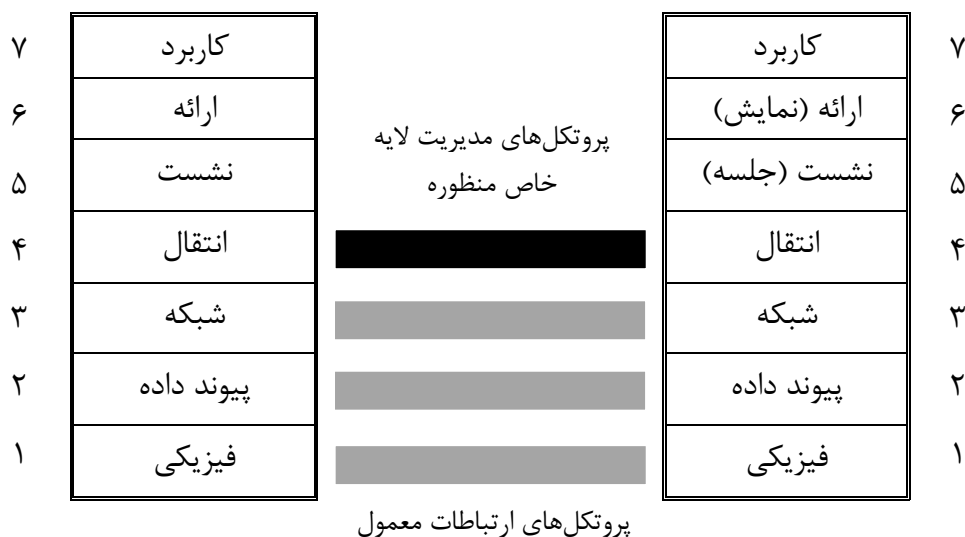 ۷ کاربرد کاربرد ۷
۶ ارائه (نمایش) ارائه ۶
پروتکل‌های مدیریت لایه
خاص منظوره
۵ نشست (جلسه) نشست ۵
۴ انتقال انتقال ۴
۳ شبکه شبکه ۳
۲ پیوند داده پیوند داده ۲
۱ فیزیکی فیزیکی ۱
پروتکل‌های ارتباطات معمول